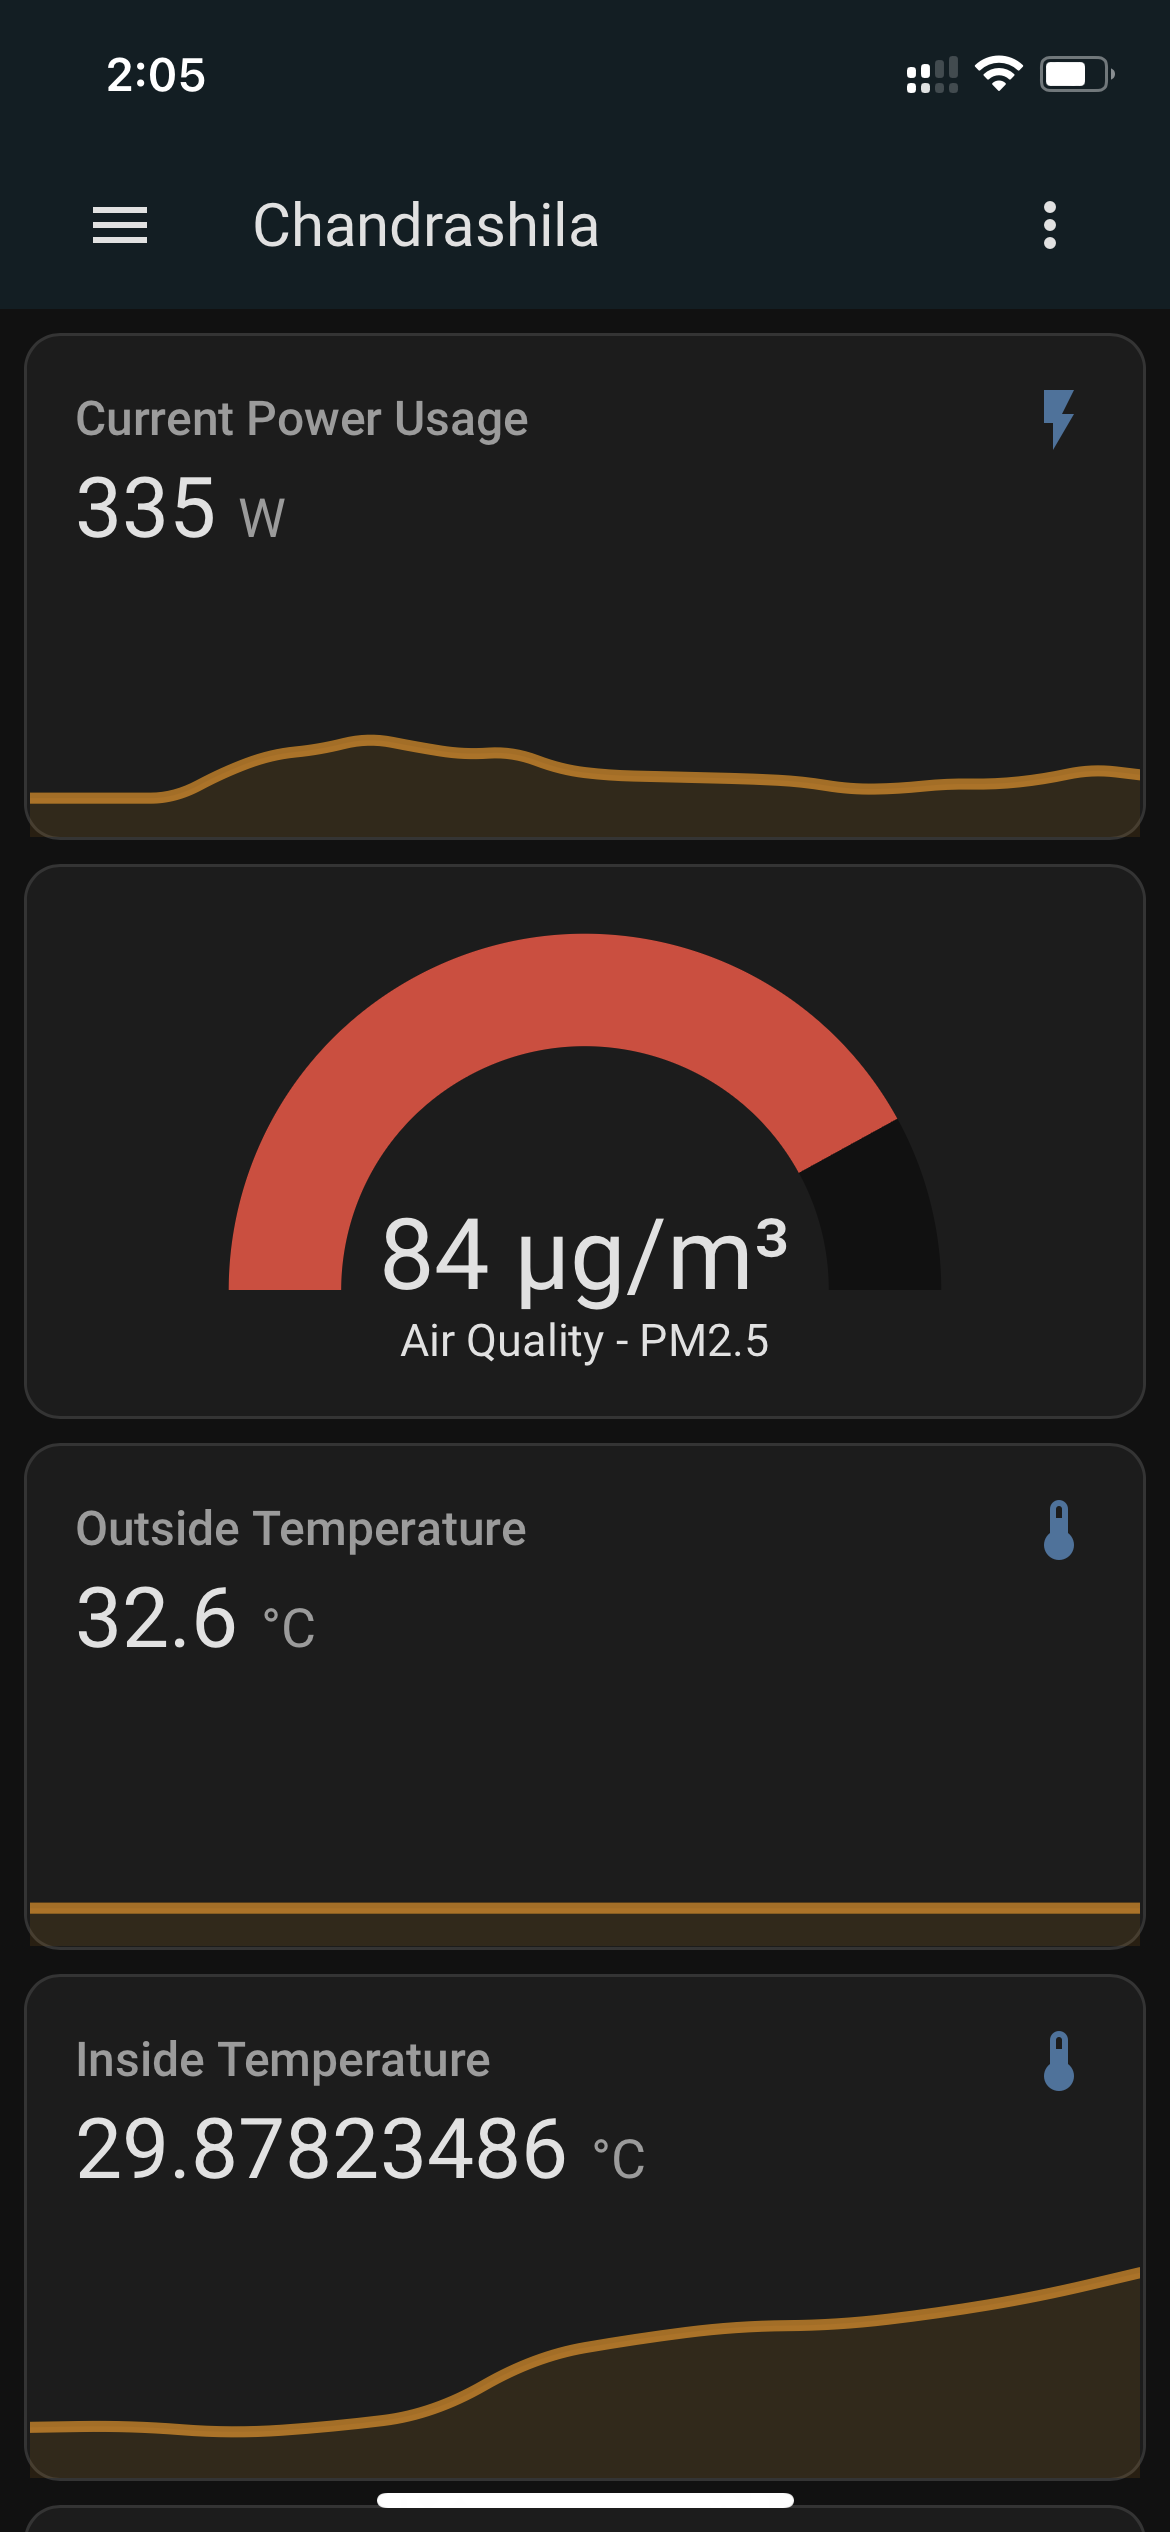 2:05
Chandrashila
Current Power Usage
335 W
84 µg/m³
Air Quality - PM2.5
Outside Temperature
32.6 °C
Inside Temperature
29.87823486 °C